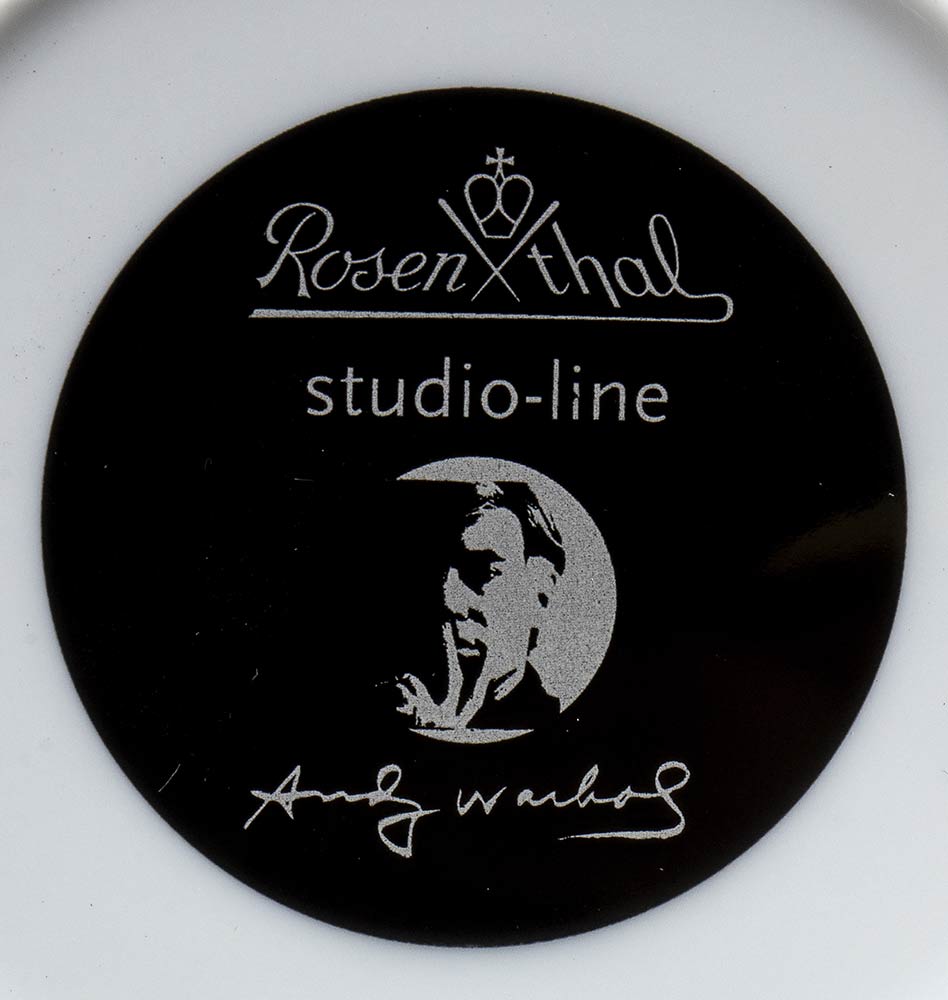 Rosenthal
studio-line
Andy Warhol